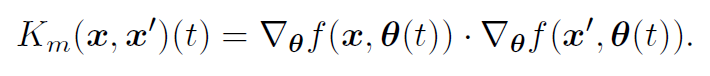 K_m(𝒙, 𝒙′)(t) = ∇_𝜽 f(𝒙, 𝜽(t)) · ∇_𝜽 f(𝒙′, 𝜽(t)).